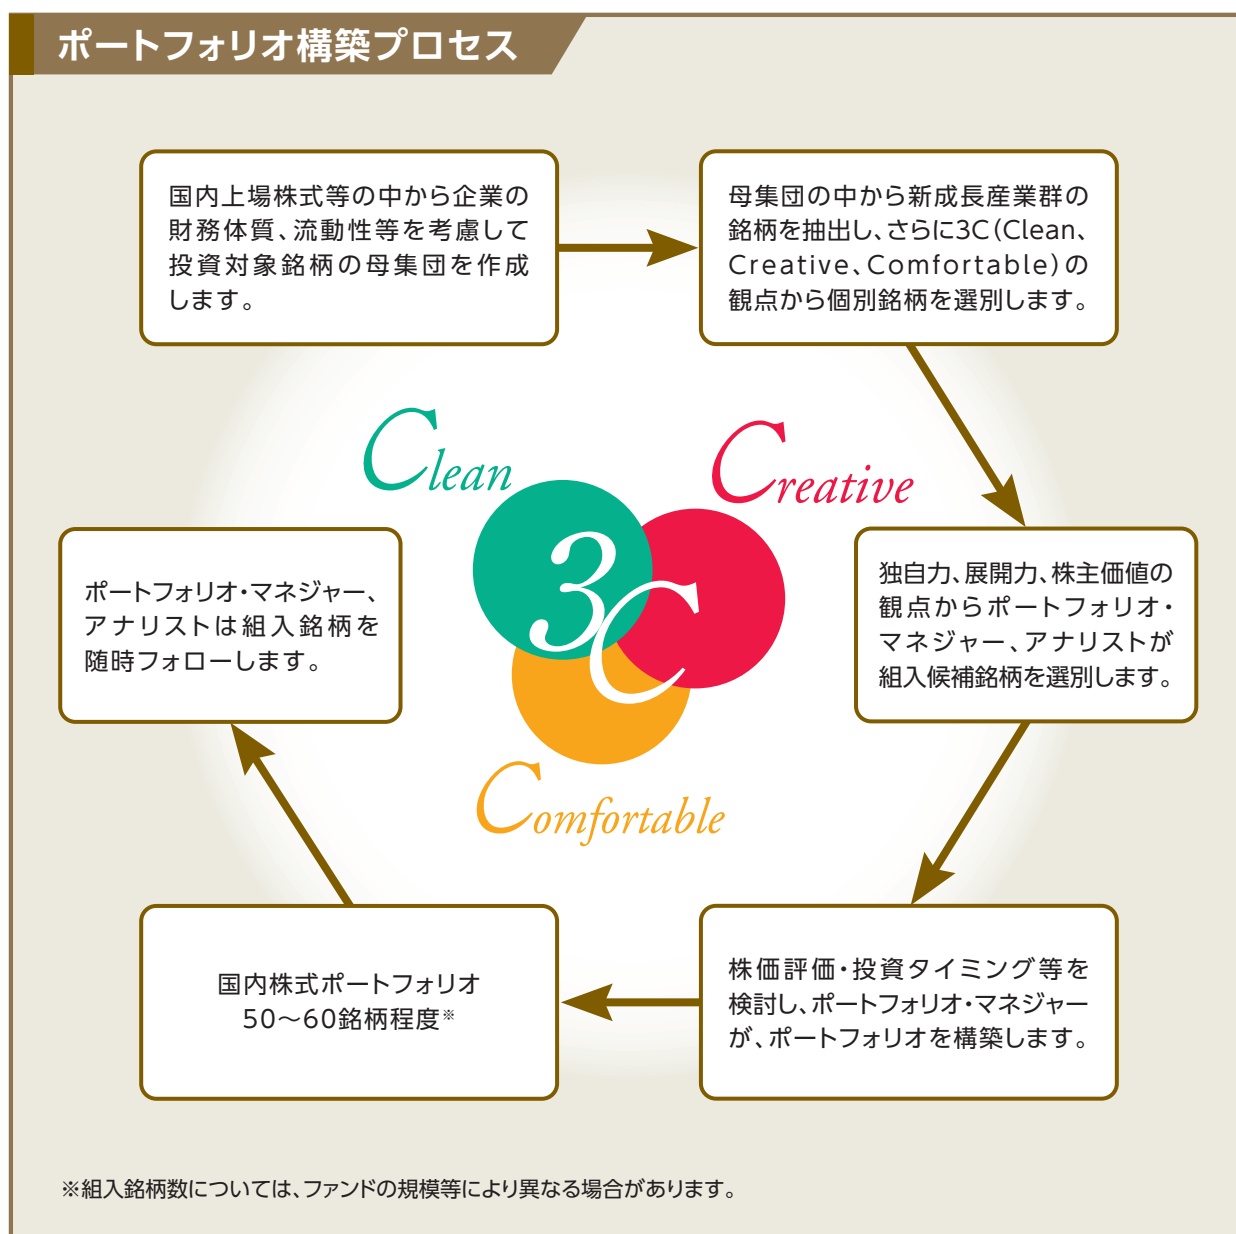 ポートフォリオ構築プロセス
国内上場株式等の中から企業の
財務体質、流動性等を考慮して
投資対象銘柄の母集団を作成
します。
母集団の中から新成長産業群の
銘柄を抽出し、さらに3C(Clean、
Creative、Comfortable)の
観点から個別銘柄を選別します。
Clean
Creative
3C
Comfortable
独自力、展開力、株主価値の
観点からポートフォリオ・
マネジャー、アナリストが
組入候補銘柄を選別します。
株価評価・投資タイミング等を
検討し、ポートフォリオ・マネジャー
が、ポートフォリオを構築します。
国内株式ポートフォリオ
50〜60銘柄程度※
ポートフォリオ・マネジャー、
アナリストは組入銘柄を
随時フォローします。
※組入銘柄数については、ファンドの規模等により異なる場合があります。